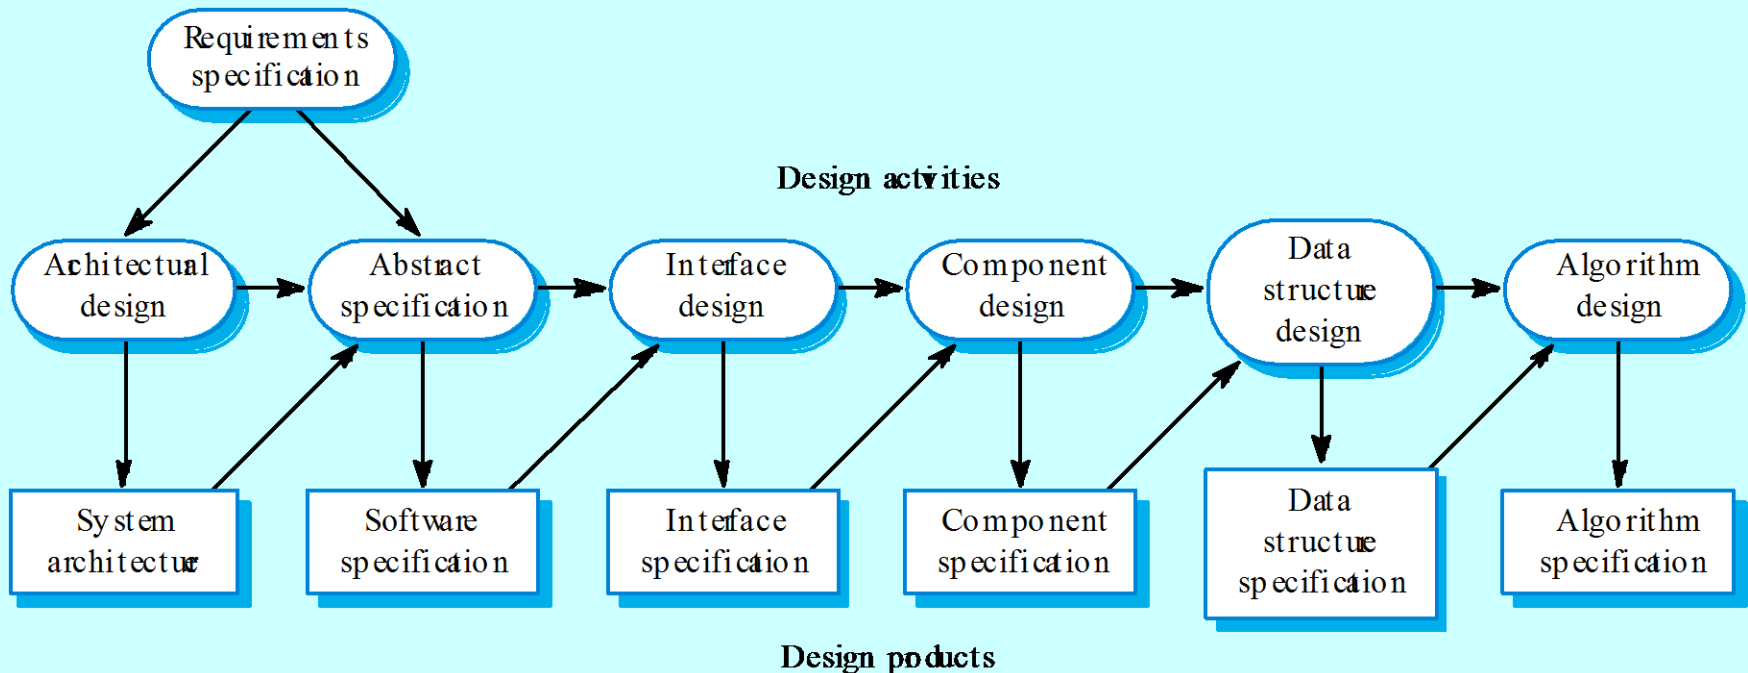 Requirements
specification
Design activities
Architectural
design
Abstract
specification
Interface
design
Component
design
Data
structure
design
Algorithm
design
System
architecture
Software
specification
Interface
specification
Component
specification
Data
structure
specification
Algorithm
specification
Design products